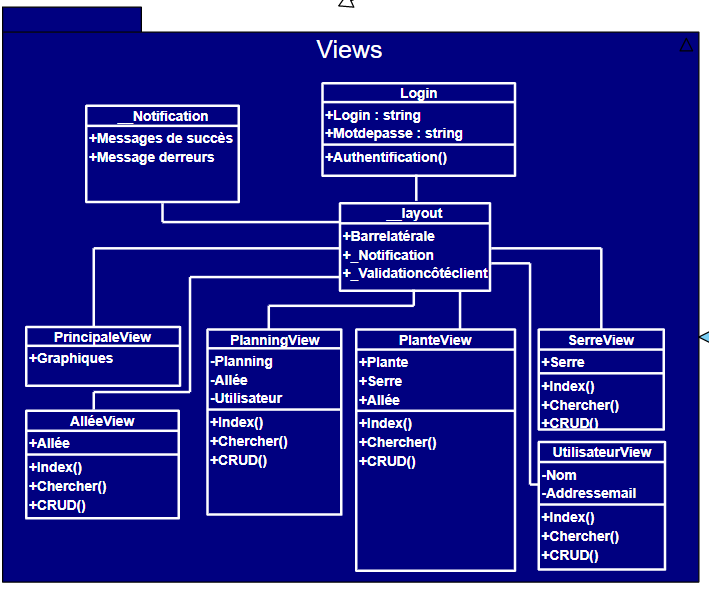 Views
__Notification
+Messages de succès
+Message derreurs
Login
+Login : string
+Motdepasse : string
+Authentification()
__layout
+Barrelatérale
+_Notification
+_Validationcôtéclient
PrincipaleView
+Graphiques
AlléeView
+Allée
+Index()
+Chercher()
+CRUD()
PlanningView
-Planning
-Allée
-Utilisateur
+Index()
+Chercher()
+CRUD()
PlanteView
+Plante
+Serre
+Allée
+Index()
+Chercher()
+CRUD()
SerreView
+Serre
+Index()
+Chercher()
+CRUD()
UtilisateurView
-Nom
-Addressemail
+Index()
+Chercher()
+CRUD()